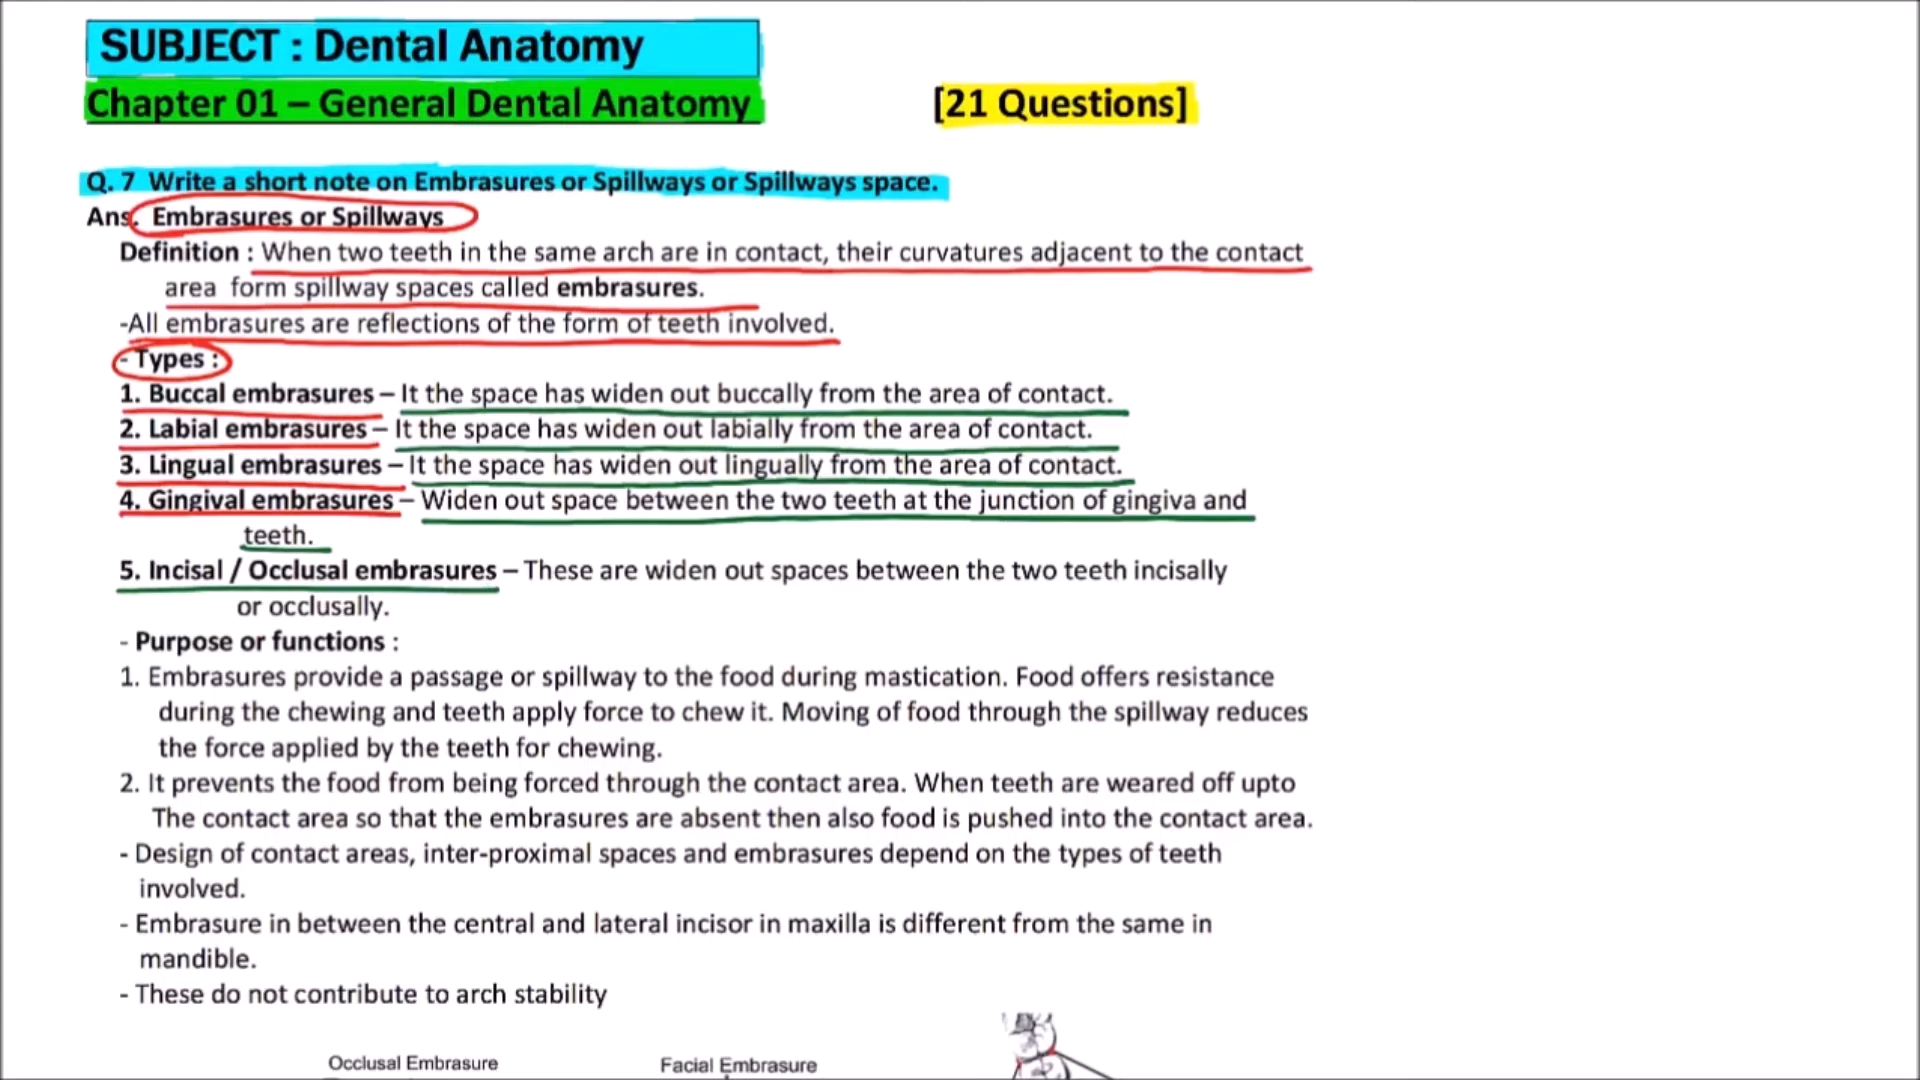 SUBJECT : Dental Anatomy
Chapter 01 – General Dental Anatomy [21 Questions]
Q. 7 Write a short note on Embrasures or Spillways or Spillways space.
Ans. Embrasures or Spillways
Definition : When two teeth in the same arch are in contact, their curvatures adjacent to the contact
area form spillway spaces called embrasures.
-All embrasures are reflections of the form of teeth involved.
- Types :
1. Buccal embrasures – It the space has widen out buccally from the area of contact.
2. Labial embrasures – It the space has widen out labially from the area of contact.
3. Lingual embrasures – It the space has widen out lingually from the area of contact.
4. Gingival embrasures – Widen out space between the two teeth at the junction of gingiva and
teeth.
5. Incisal / Occlusal embrasures – These are widen out spaces between the two teeth incisally
or occlusally.
- Purpose or functions :
1. Embrasures provide a passage or spillway to the food during mastication. Food offers resistance
during the chewing and teeth apply force to chew it. Moving of food through the spillway reduces
the force applied by the teeth for chewing.
2. It prevents the food from being forced through the contact area. When teeth are weared off upto
The contact area so that the embrasures are absent then also food is pushed into the contact area.
- Design of contact areas, inter-proximal spaces and embrasures depend on the types of teeth
involved.
- Embrasure in between the central and lateral incisor in maxilla is different from the same in
mandible.
- These do not contribute to arch stability
Occlusal Embrasure Facial Embrasure